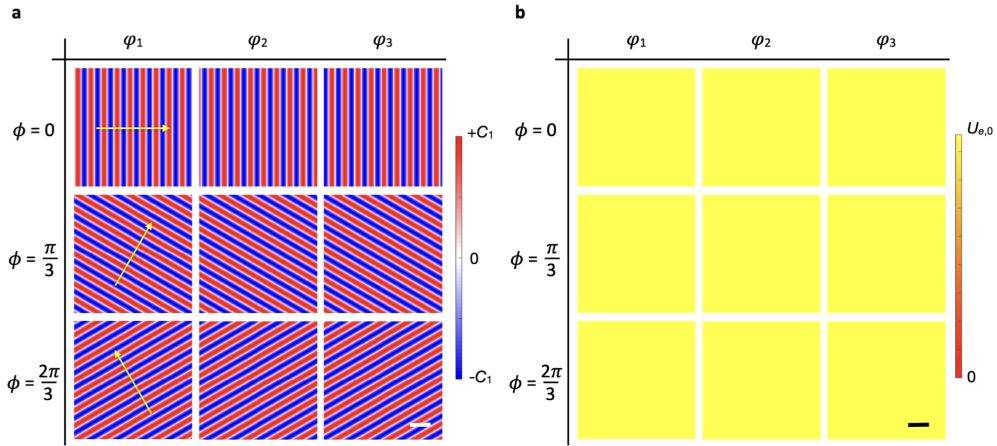 a
φ1 φ2 φ3
ϕ = 0
ϕ = π/3
ϕ = 2π/3
+C1
0
-C1
b
φ1 φ2 φ3
ϕ = 0
ϕ = π/3
ϕ = 2π/3
Ue,0
0